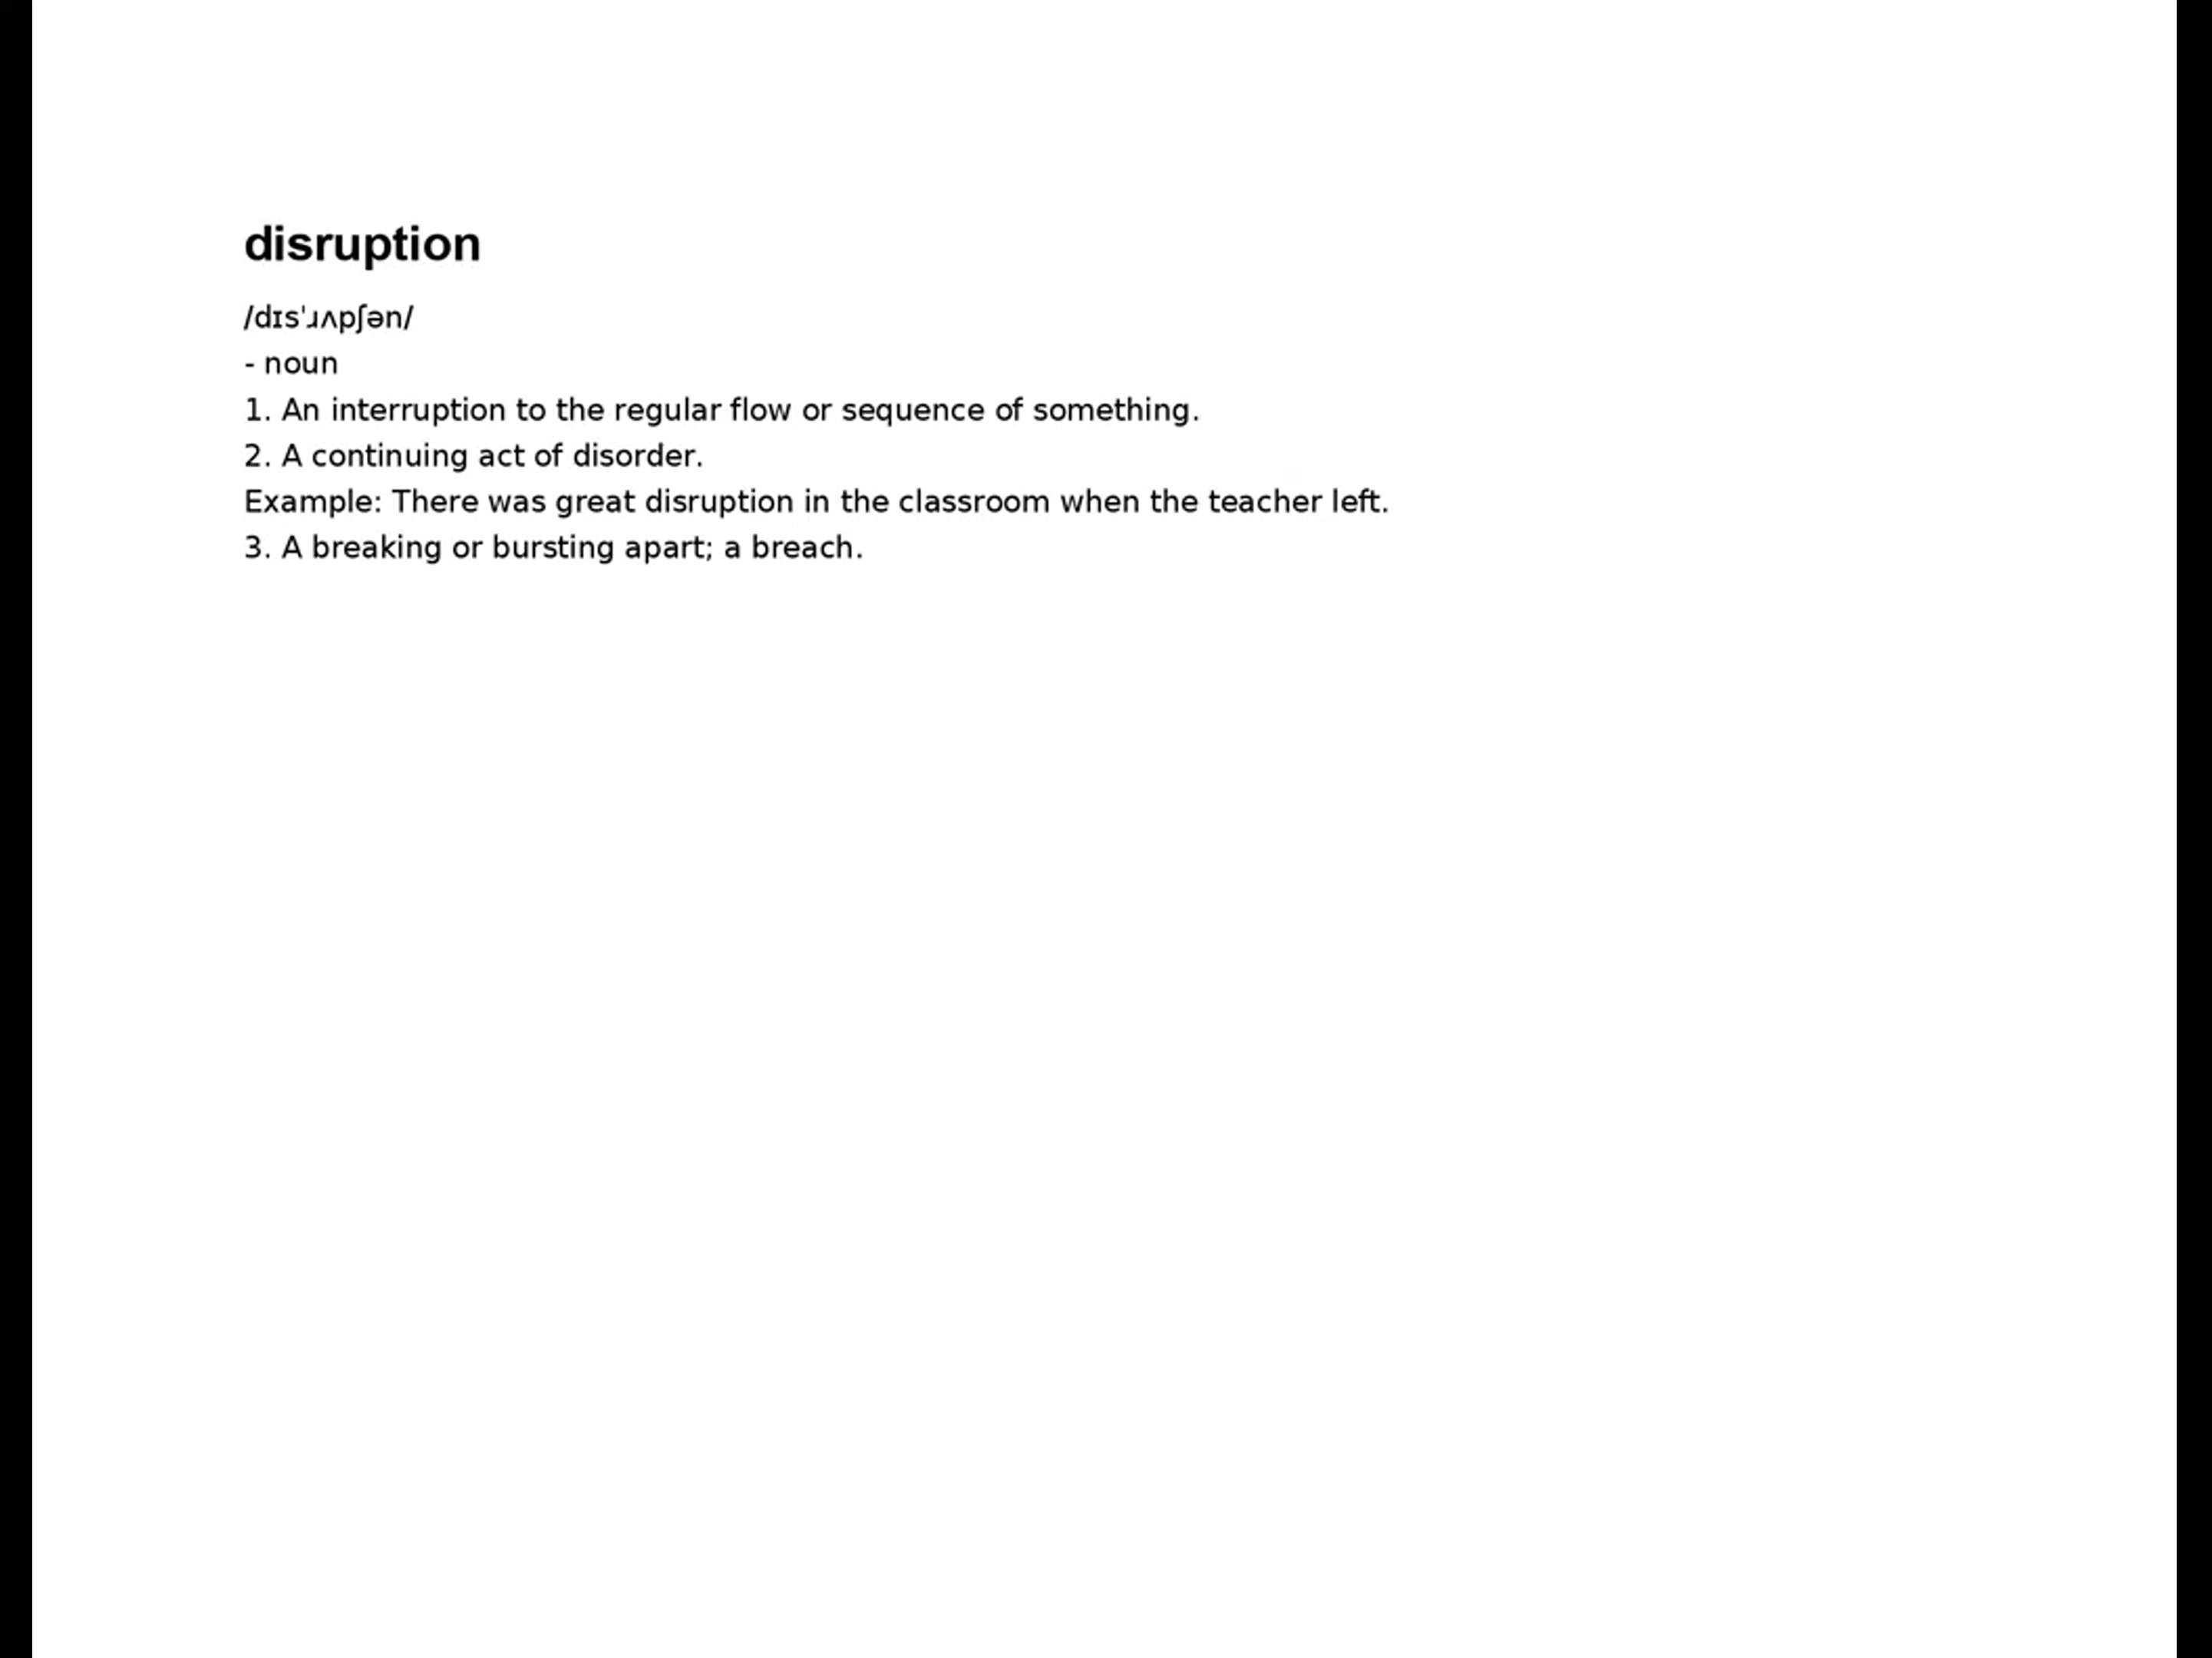 disruption
/dɪsˈɹʌpʃən/
- noun
1. An interruption to the regular flow or sequence of something.
2. A continuing act of disorder.
Example: There was great disruption in the classroom when the teacher left.
3. A breaking or bursting apart; a breach.